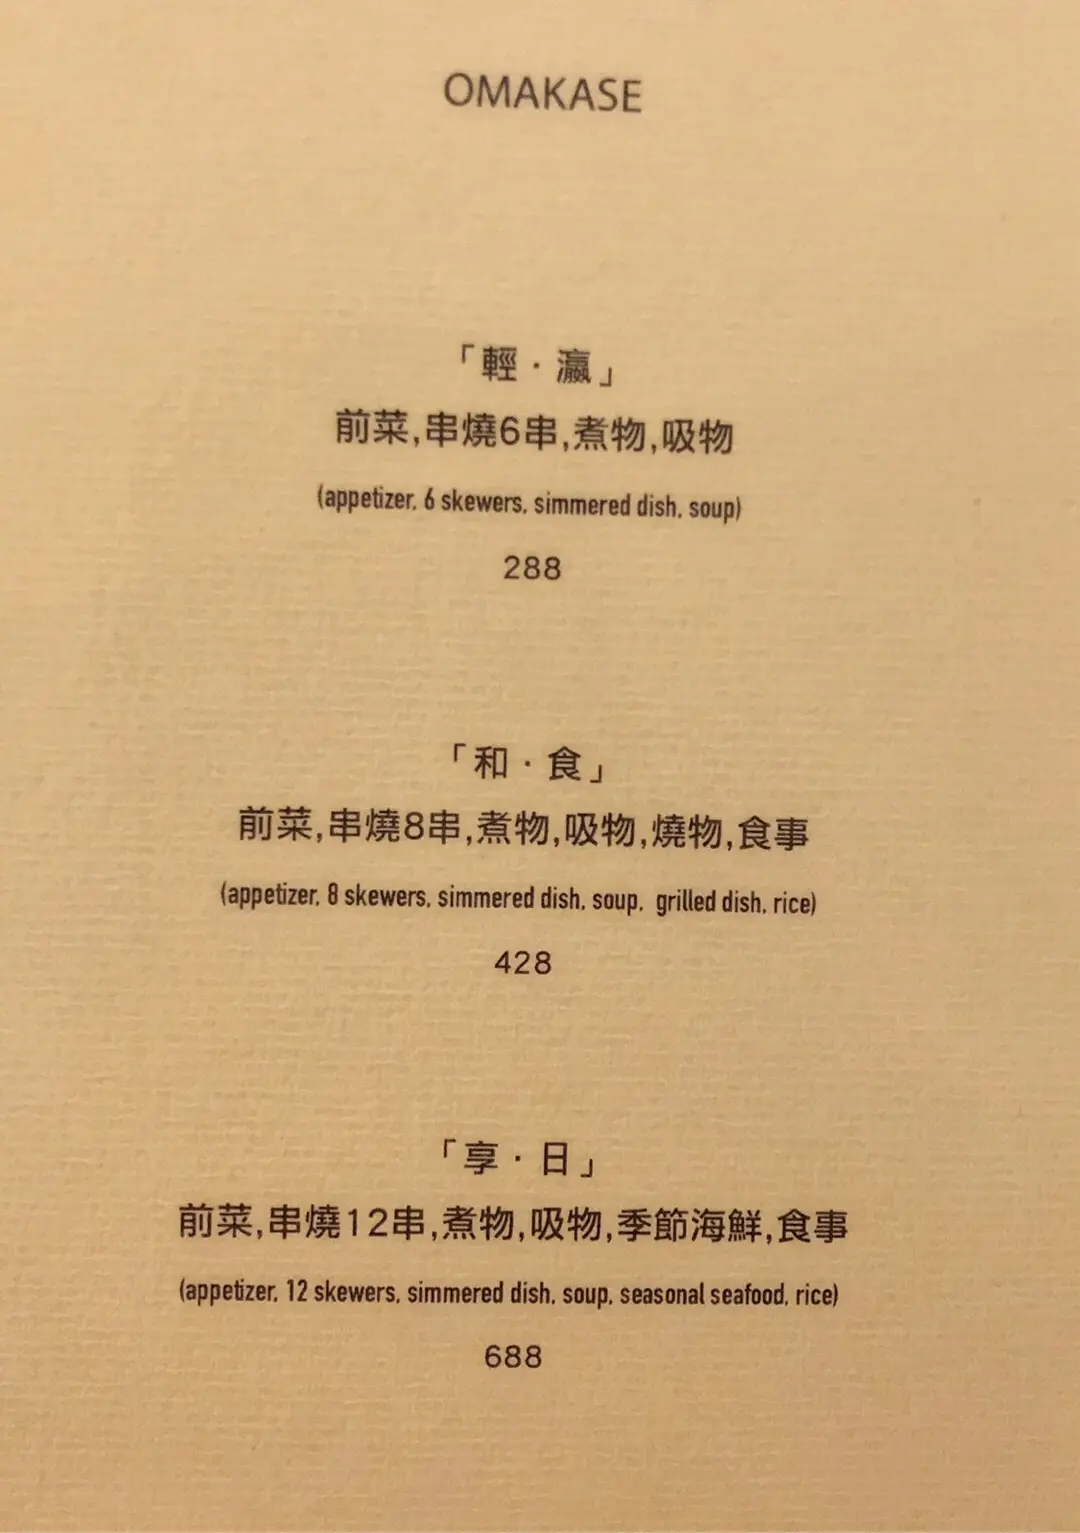 OMAKASE
「輕·瀛」
前菜,串燒6串,煮物,吸物
(appetizer, 6 skewers, simmered dish, soup)
288
「和·食」
前菜,串燒8串,煮物,吸物,燒物,食事
(appetizer, 8 skewers, simmered dish, soup, grilled dish, rice)
428
「享·日」
前菜,串燒12串,煮物,吸物,季節海鮮,食事
(appetizer, 12 skewers, simmered dish, soup, seasonal seafood, rice)
688